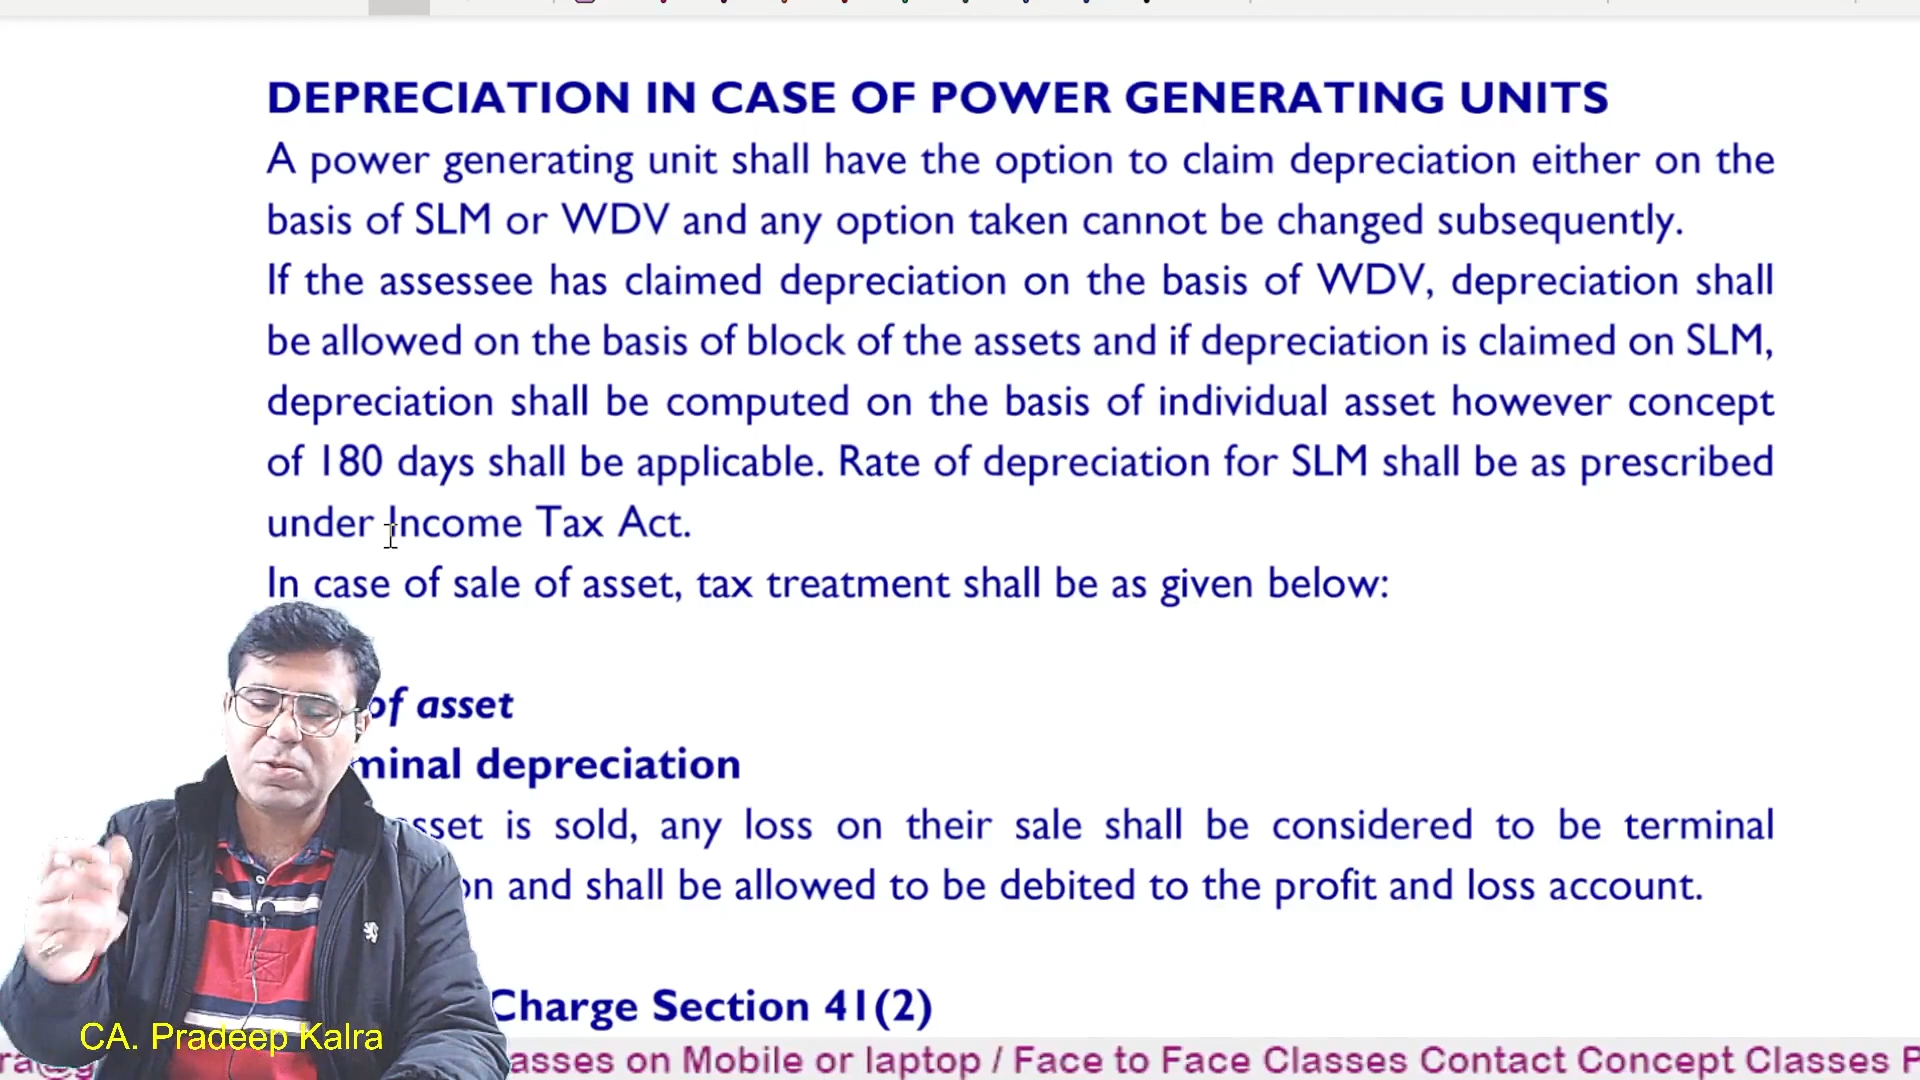 DEPRECIATION IN CASE OF POWER GENERATING UNITS
A power generating unit shall have the option to claim depreciation either on the
basis of SLM or WDV and any option taken cannot be changed subsequently.
If the assessee has claimed depreciation on the basis of WDV, depreciation shall
be allowed on the basis of block of the assets and if depreciation is claimed on SLM,
depreciation shall be computed on the basis of individual asset however concept
of 180 days shall be applicable. Rate of depreciation for SLM shall be as prescribed
under Income Tax Act.
In case of sale of asset, tax treatment shall be as given below:
of asset
minal depreciation
asset is sold, any loss on their sale shall be considered to be terminal
on and shall be allowed to be debited to the profit and loss account.
Charge Section 41(2)
CA. Pradeep Kalra
asses on Mobile or laptop / Face to Face Classes Contact Concept Classes P